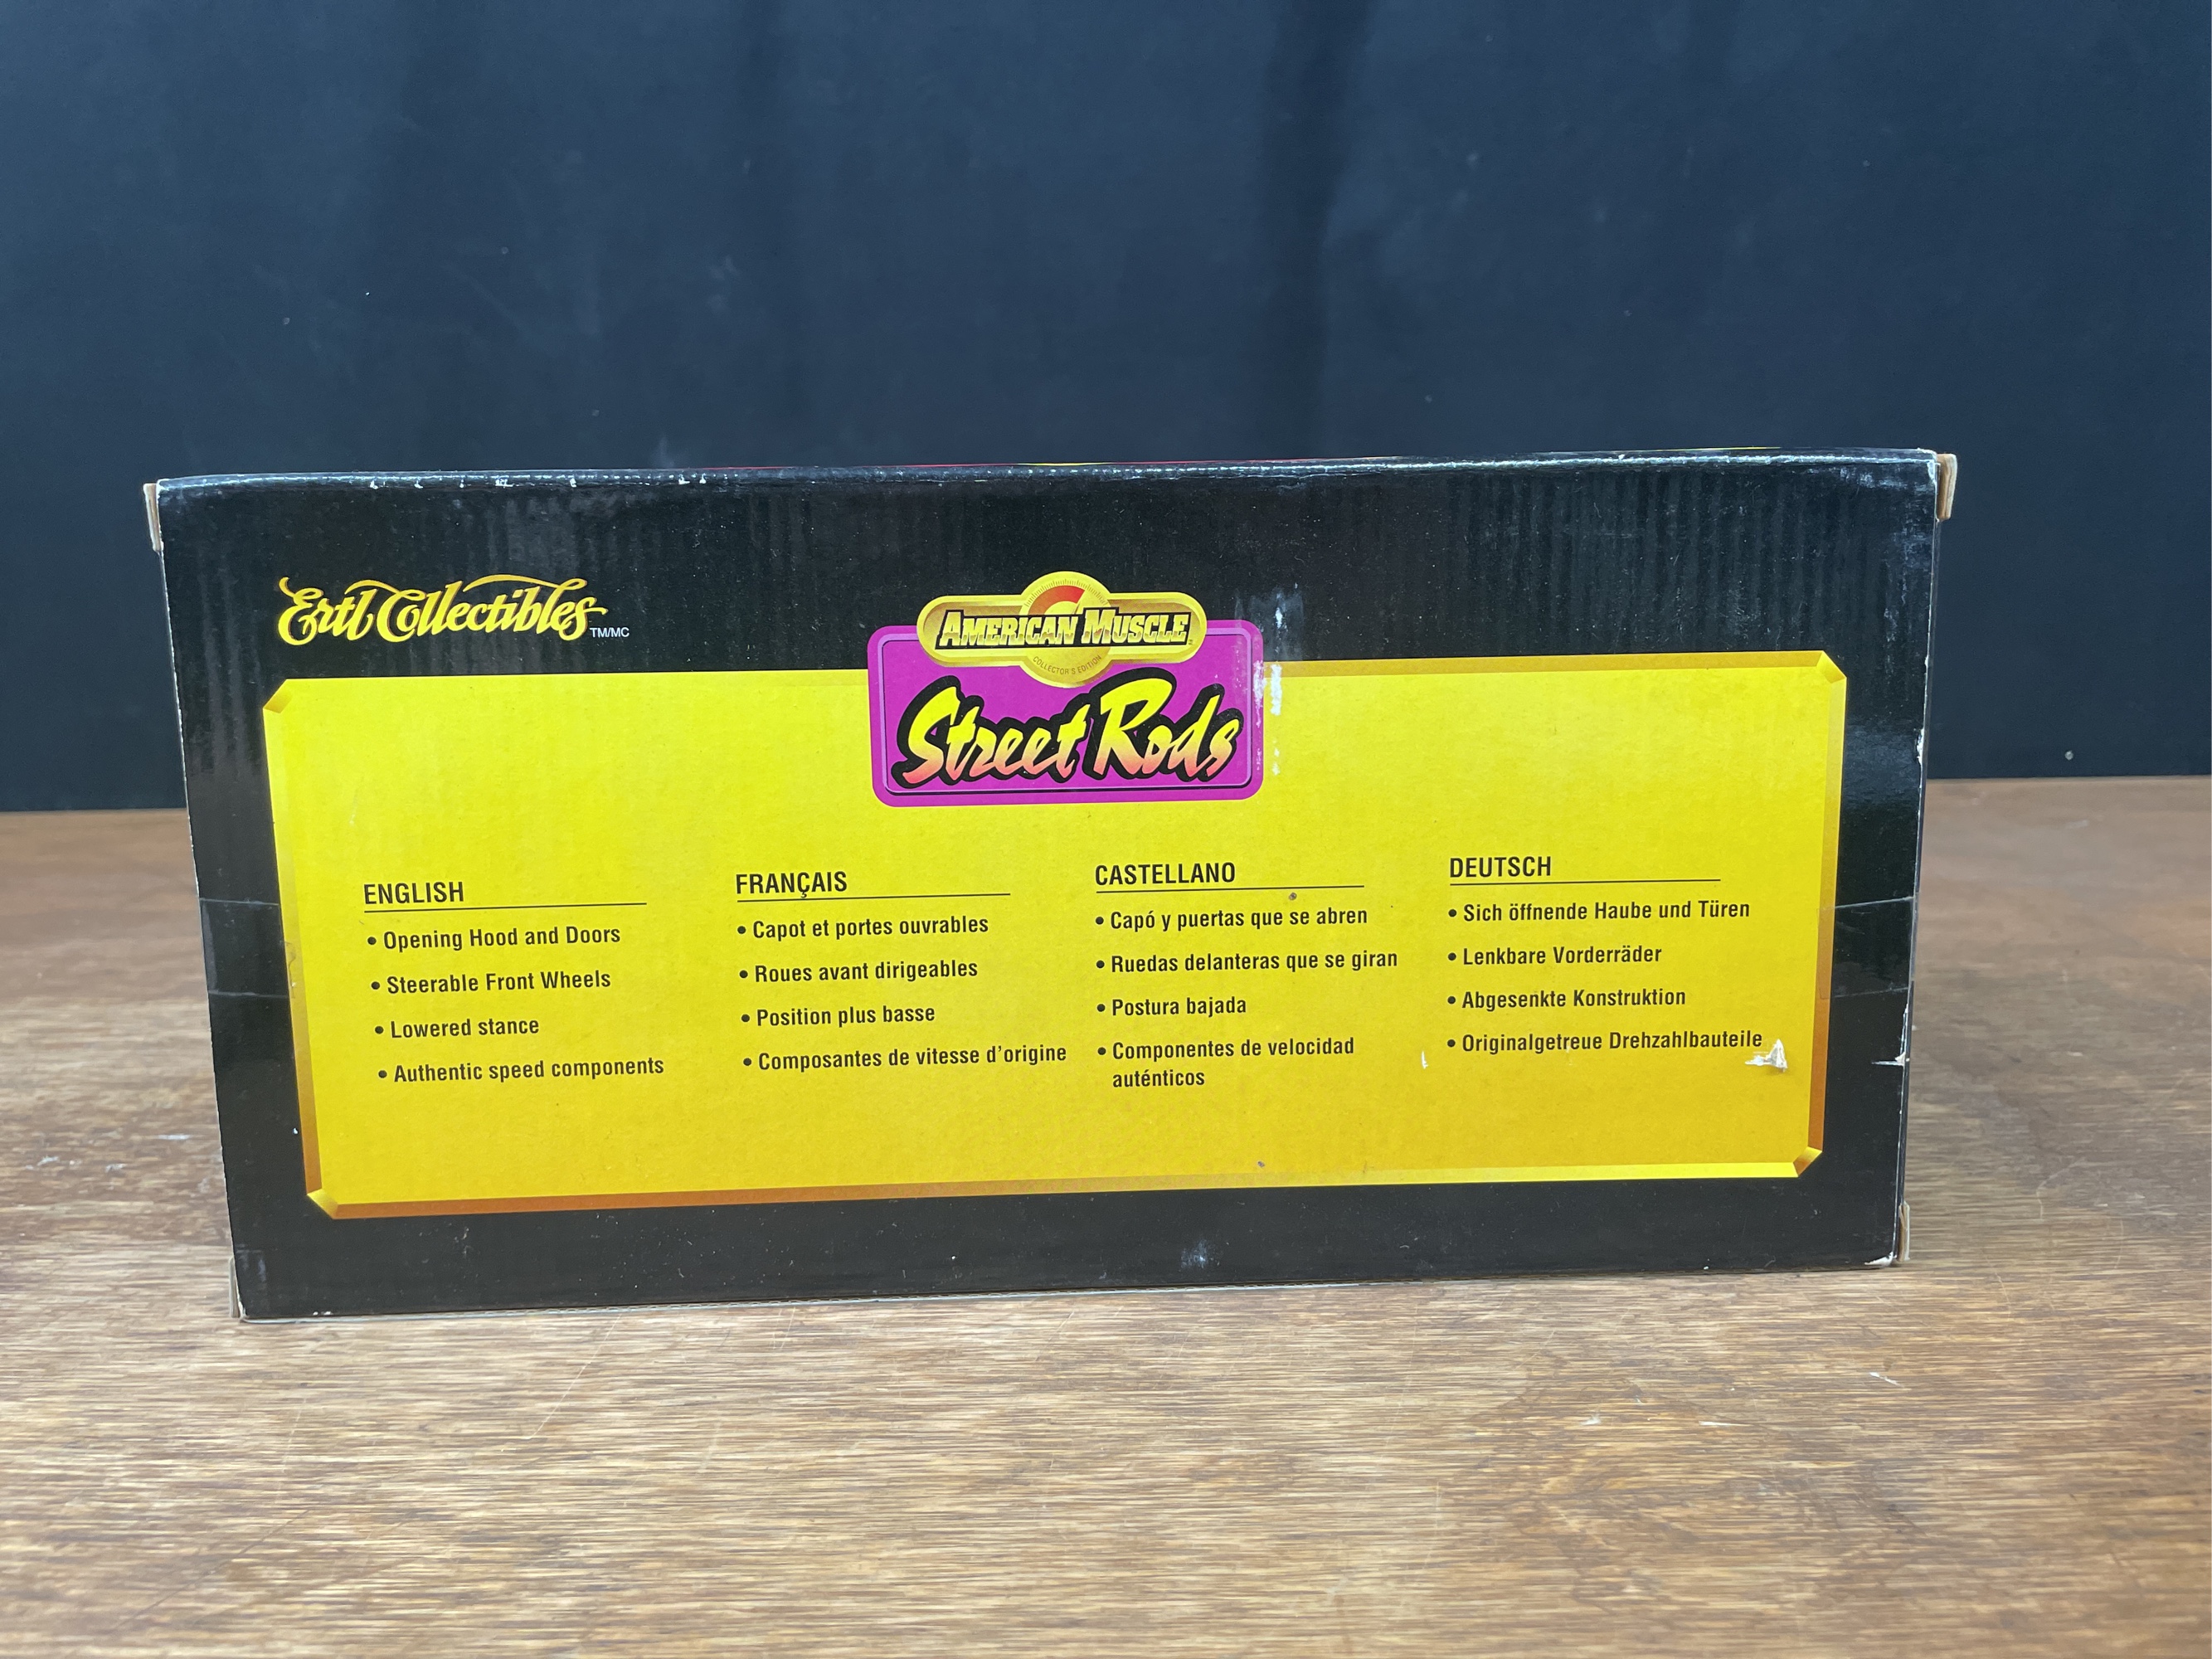 Ertl Collectibles TM/MC
AMERICAN MUSCLE
COLLECTOR'S EDITION
Street Rods
ENGLISH
• Opening Hood and Doors
• Steerable Front Wheels
• Lowered stance
• Authentic speed components
FRANÇAIS
• Capot et portes ouvrables
• Roues avant dirigeables
• Position plus basse
• Composantes de vitesse d'origine
CASTELLANO
• Capó y puertas que se abren
• Ruedas delanteras que se giran
• Postura bajada
• Componentes de velocidad
auténticos
DEUTSCH
• Sich öffnende Haube und Türen
• Lenkbare Vorderräder
• Abgesenkte Konstruktion
• Originalgetreue Drehzahlbauteile